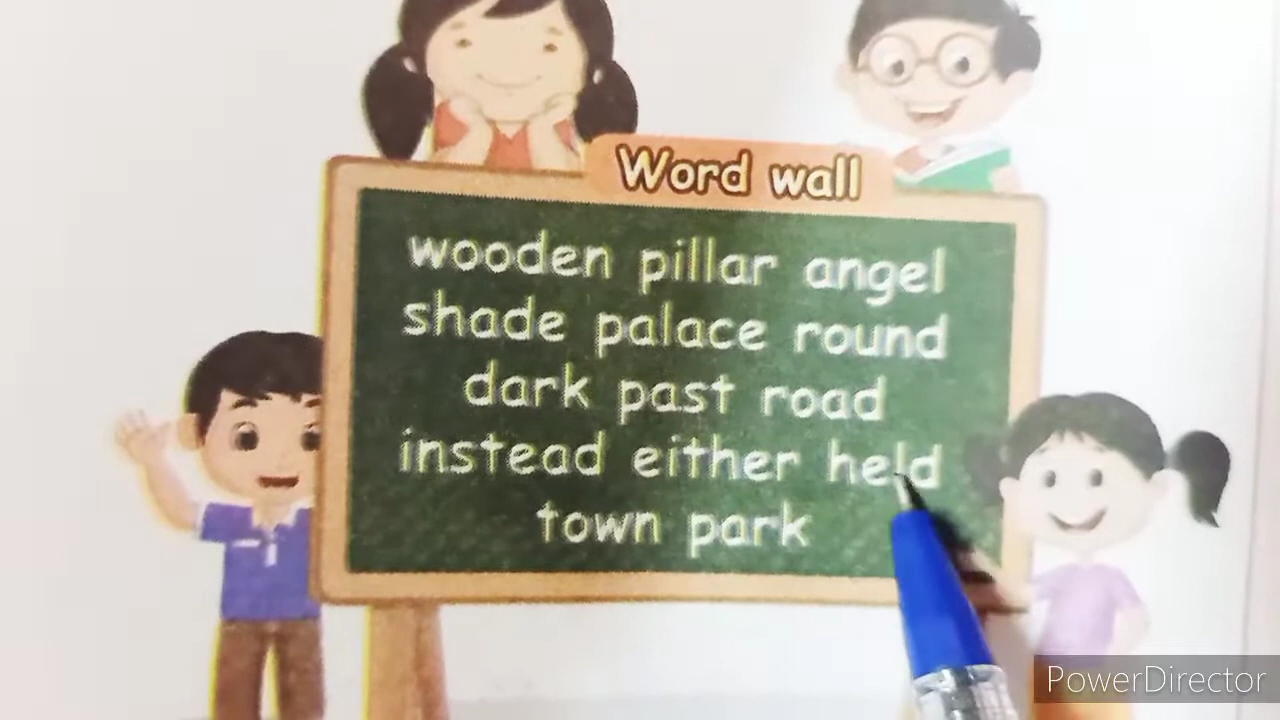 Word wall
wooden pillar angel
shade palace round
dark past road
instead either held
town park
PowerDirector